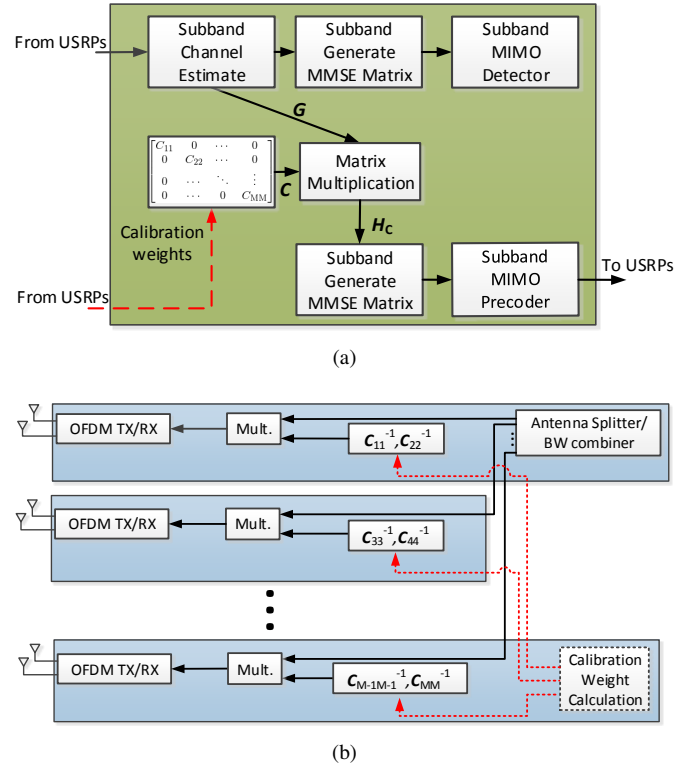 From USRPs
Subband
Channel
Estimate
Subband
Generate
MMSE Matrix
Subband
MIMO
Detector
G
C11 0 ⋯ 0
0 C22 ⋯ 0
0 ⋯ ⋱ ⋮
0 ⋯ 0 CMM
C
Matrix
Multiplication
Calibration
weights
HC
Subband
Generate
MMSE Matrix
Subband
MIMO
Precoder
To USRPs
From USRPs
(a)
OFDM TX/RX
Mult.
C11⁻¹,C22⁻¹
Antenna Splitter/
BW combiner
OFDM TX/RX
Mult.
C33⁻¹,C44⁻¹
OFDM TX/RX
Mult.
CM-1M-1⁻¹,CMM⁻¹
Calibration
Weight
Calculation
(b)